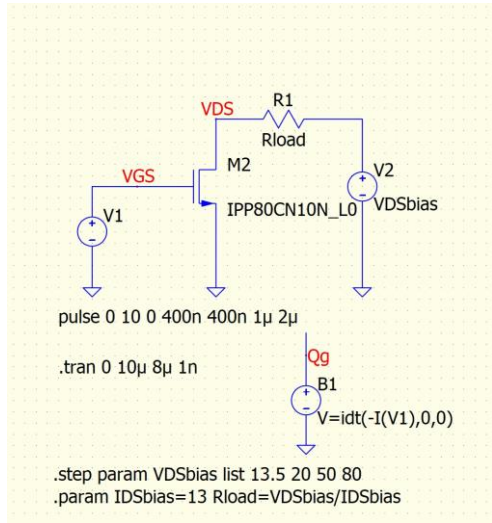 R1
VDS
Rload
M2
V2
VGS
VDSbias
IPP80CN10N_L0
V1
pulse 0 10 0 400n 400n 1µ 2µ
Qg
.tran 0 10µ 8µ 1n
B1
V=idt(-I(V1),0,0)
.step param VDSbias list 13.5 20 50 80
.param IDSbias=13 Rload=VDSbias/IDSbias